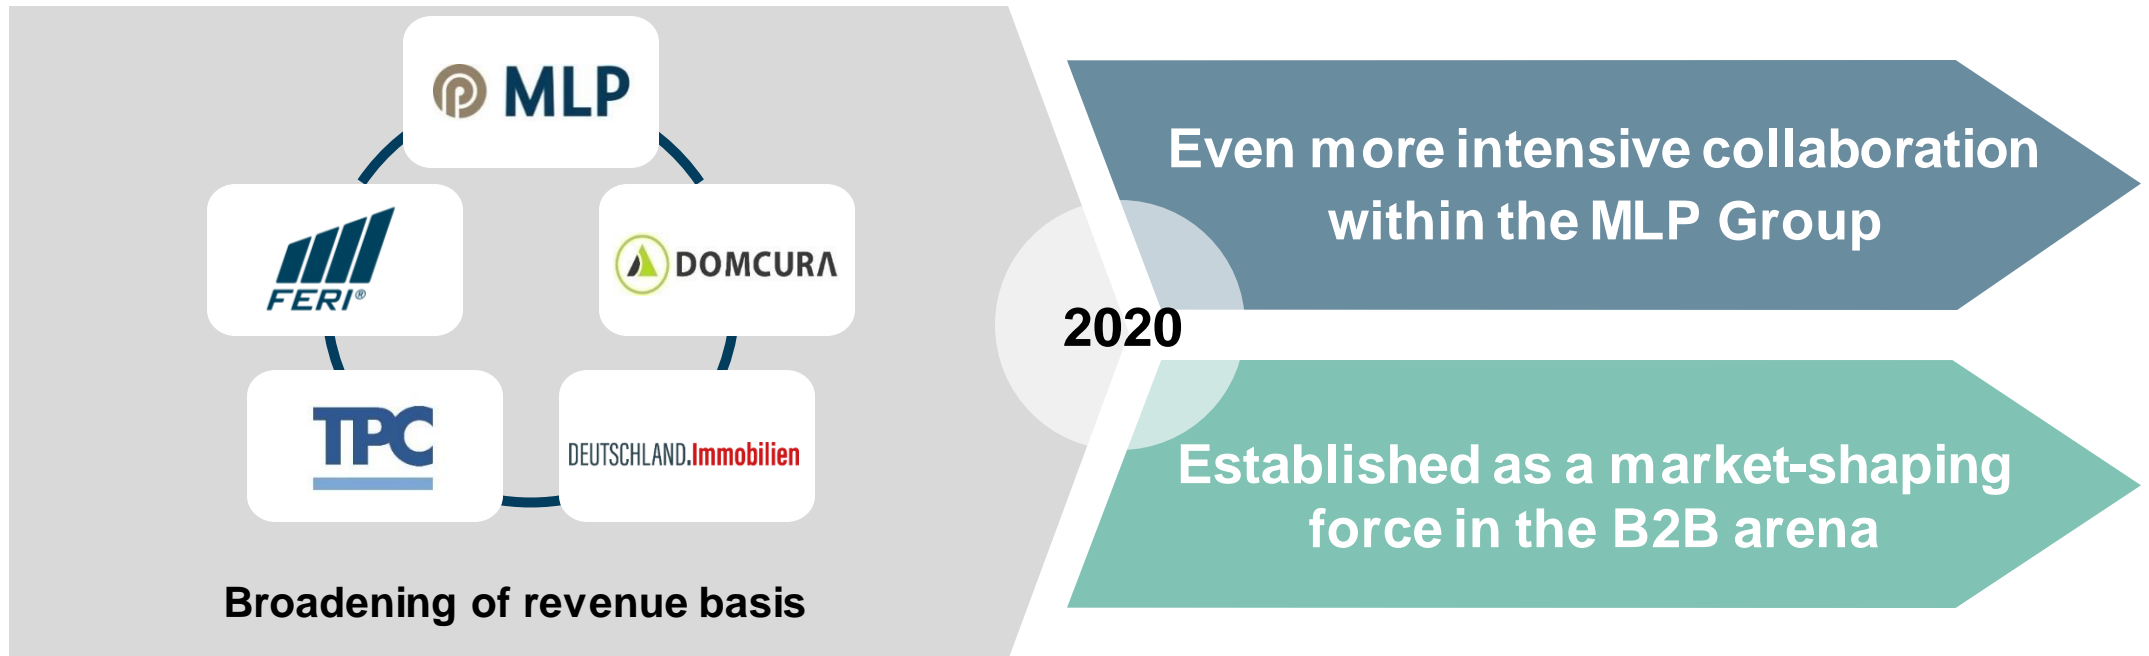 MLP
FERI®
DOMCURA
TPC
DEUTSCHLAND.Immobilien
Broadening of revenue basis
2020
Even more intensive collaboration
within the MLP Group
Established as a market-shaping
force in the B2B arena